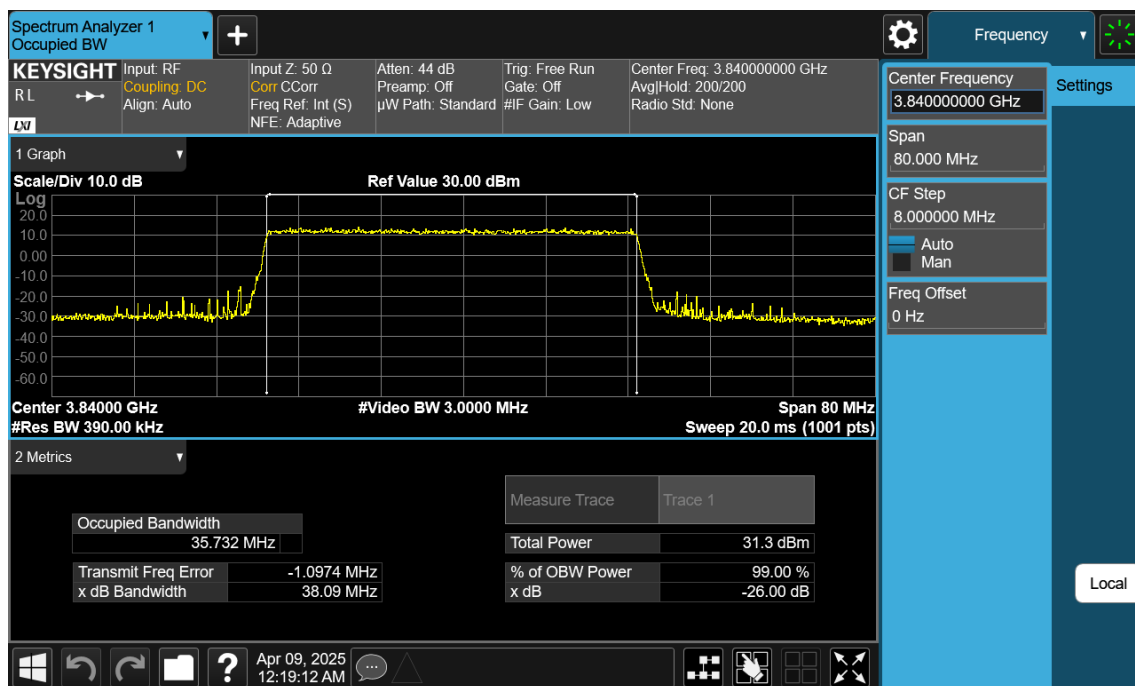 Spectrum Analyzer 1
Occupied BW
+
Frequency
KEYSIGHT
R L
LXI
Input: RF
Coupling: DC
Align: Auto
Input Z: 50 Ω
Corr CCorr
Freq Ref: Int (S)
NFE: Adaptive
Atten: 44 dB
Preamp: Off
µW Path: Standard
Trig: Free Run
Gate: Off
#IF Gain: Low
Center Freq: 3.840000000 GHz
Avg|Hold: 200/200
Radio Std: None
1 Graph
Scale/Div 10.0 dB
Ref Value 30.00 dBm
Log
20.0
10.0
0.00
-10.0
-20.0
-30.0
-40.0
-50.0
-60.0
Center 3.84000 GHz
#Video BW 3.0000 MHz
Span 80 MHz
#Res BW 390.00 kHz
Sweep 20.0 ms (1001 pts)
2 Metrics
Measure Trace
Trace 1
Occupied Bandwidth
35.732 MHz
Total Power
31.3 dBm
Transmit Freq Error
-1.0974 MHz
% of OBW Power
99.00 %
x dB Bandwidth
38.09 MHz
x dB
-26.00 dB
?
Apr 09, 2025
12:19:12 AM
Center Frequency
3.840000000 GHz
Settings
Span
80.000 MHz
CF Step
8.000000 MHz
Auto
Man
Freq Offset
0 Hz
Local